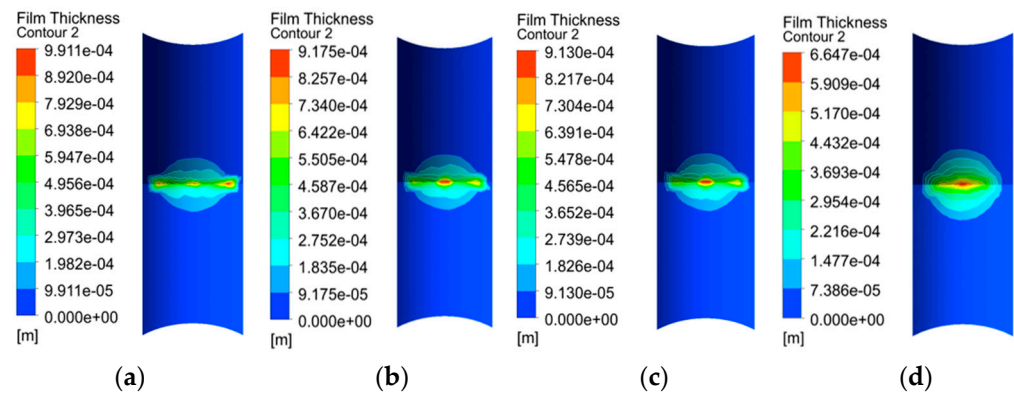 Film Thickness
Contour 2
9.911e-04
8.920e-04
7.929e-04
6.938e-04
5.947e-04
4.956e-04
3.965e-04
2.973e-04
1.982e-04
9.911e-05
0.000e+00
[m]
(a)
Film Thickness
Contour 2
9.175e-04
8.257e-04
7.340e-04
6.422e-04
5.505e-04
4.587e-04
3.670e-04
2.752e-04
1.835e-04
9.175e-05
0.000e+00
[m]
(b)
Film Thickness
Contour 2
9.130e-04
8.217e-04
7.304e-04
6.391e-04
5.478e-04
4.565e-04
3.652e-04
2.739e-04
1.826e-04
9.130e-05
0.000e+00
[m]
(c)
Film Thickness
Contour 2
6.647e-04
5.909e-04
5.170e-04
4.432e-04
3.693e-04
2.954e-04
2.216e-04
1.477e-04
7.386e-05
0.000e+00
[m]
(d)